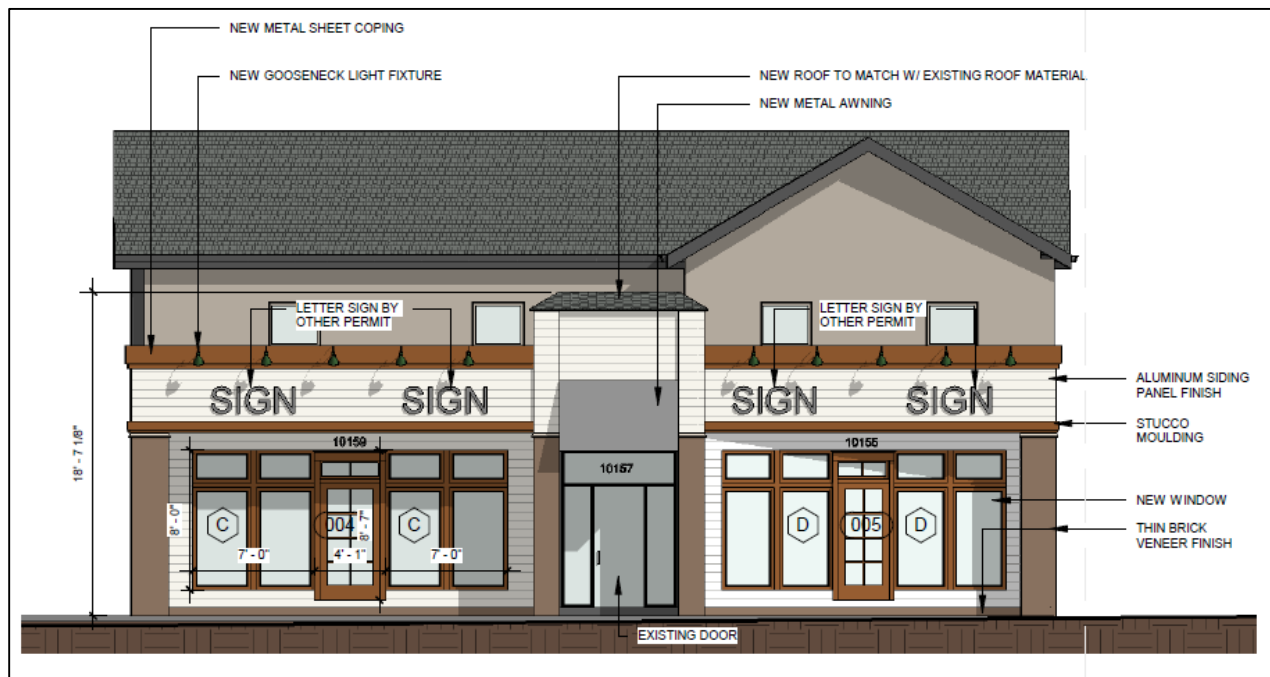 NEW METAL SHEET COPING
NEW GOOSENECK LIGHT FIXTURE
NEW ROOF TO MATCH W/ EXISTING ROOF MATERIAL
NEW METAL AWNING
LETTER SIGN BY
OTHER PERMIT
LETTER SIGN BY
OTHER PERMIT
SIGN
SIGN
SIGN
SIGN
ALUMINUM SIDING
PANEL FINISH
STUCCO
MOULDING
18' - 7 1/8"
10159
10157
10155
NEW WINDOW
THIN BRICK
VENEER FINISH
8' - 0"
C
004
8' - 7"
C
D
005
D
7' - 0"
4' - 1"
7' - 0"
EXISTING DOOR